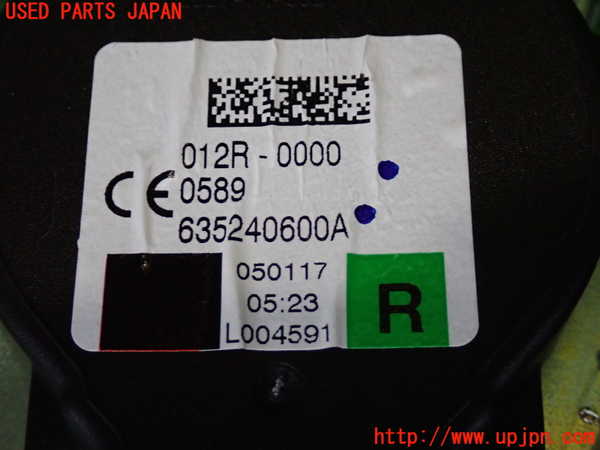 USED PARTS JAPAN
012R - 0000
CE 0589
635240600A
050117
05:23
L004591
R
http://www.upjpn.com/